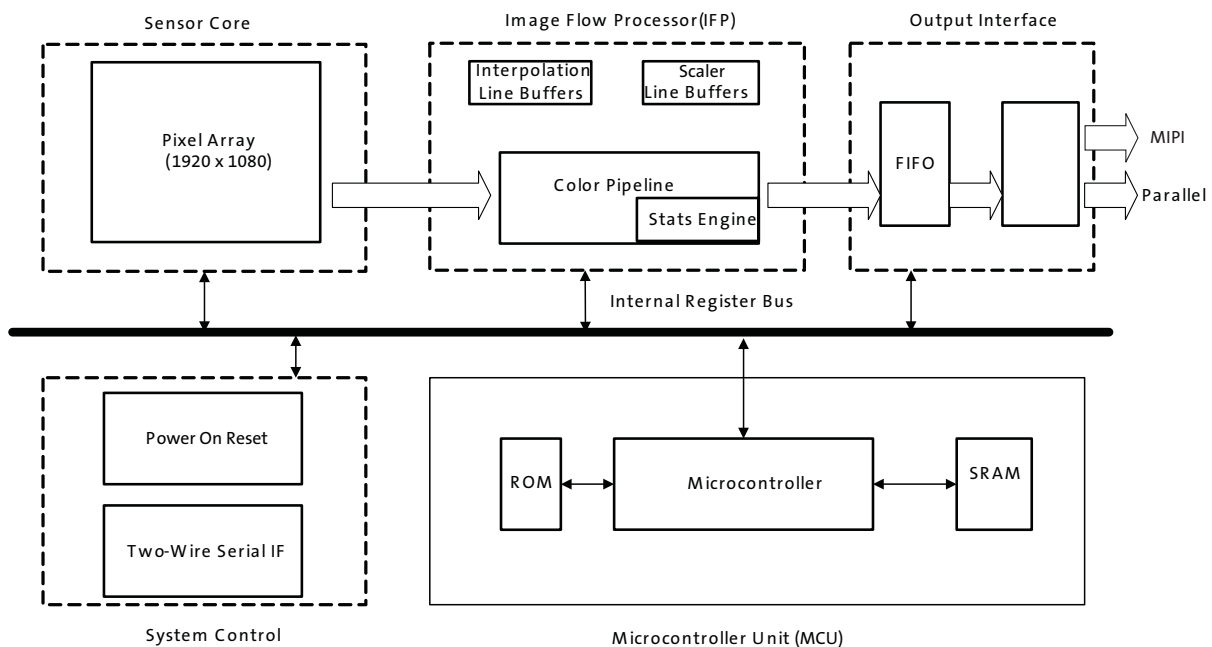 Sensor Core
Image Flow Processor(IFP)
Output Interface
Interpolation
Line Buffers
Scaler
Line Buffers
Pixel Array
(1920 x 1080)
Color Pipeline
Stats Engine
FIFO
MIPI
Parallel
Internal Register Bus
Power On Reset
Two-Wire Serial IF
ROM
Microcontroller
SRAM
System Control
Microcontroller Unit (MCU)